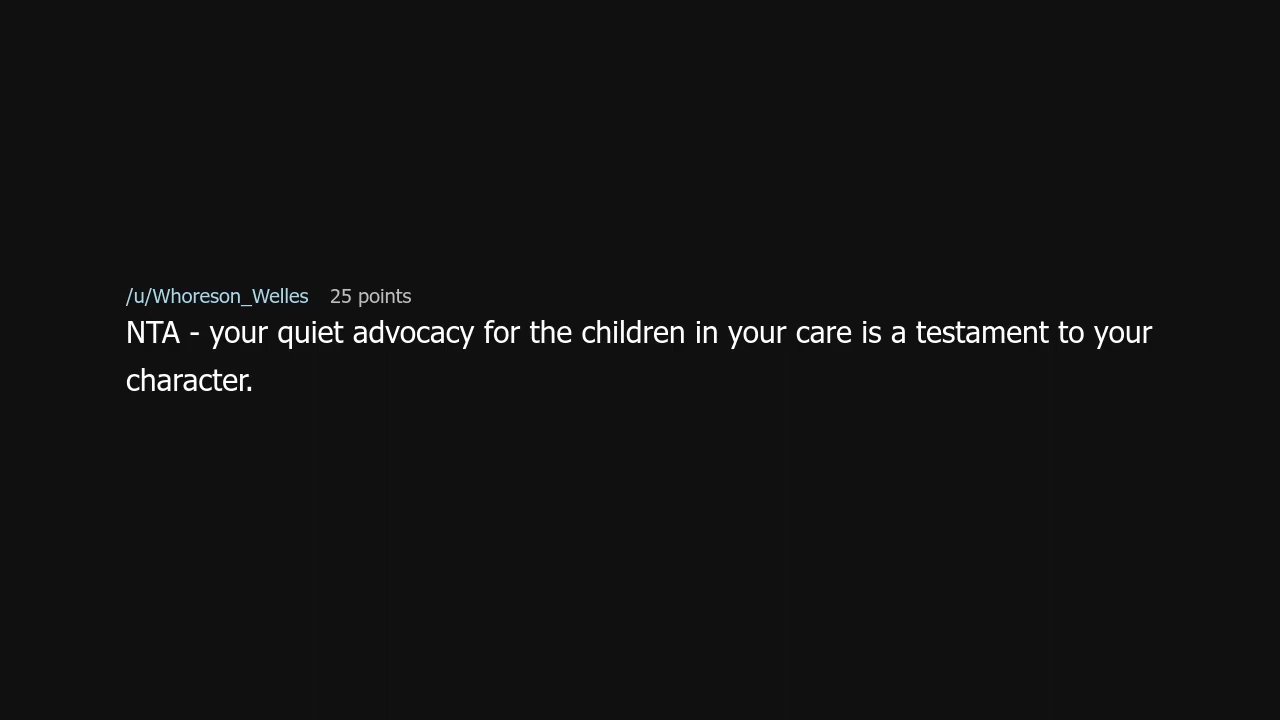 /u/Whoreson_Welles 25 points
NTA - your quiet advocacy for the children in your care is a testament to your
character.